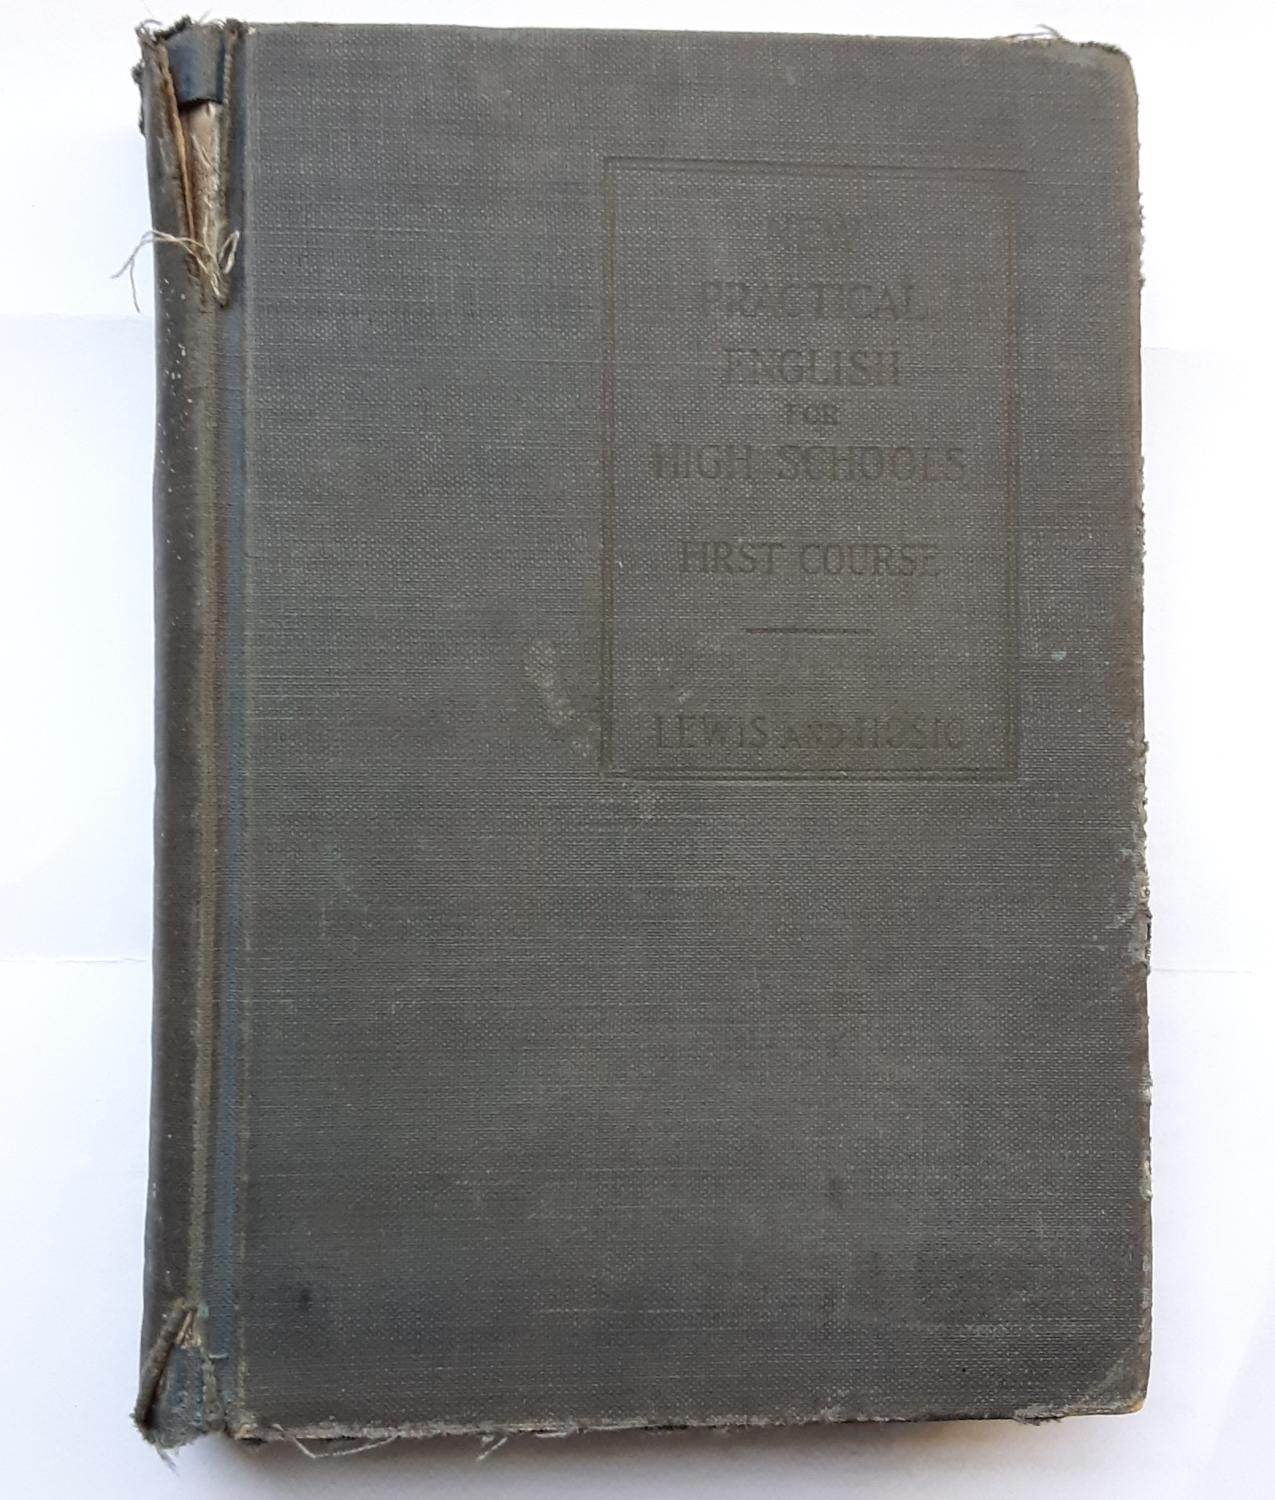 NEW
PRACTICAL
ENGLISH
FOR
HIGH SCHOOLS
FIRST COURSE
LEWIS AND HOSIC